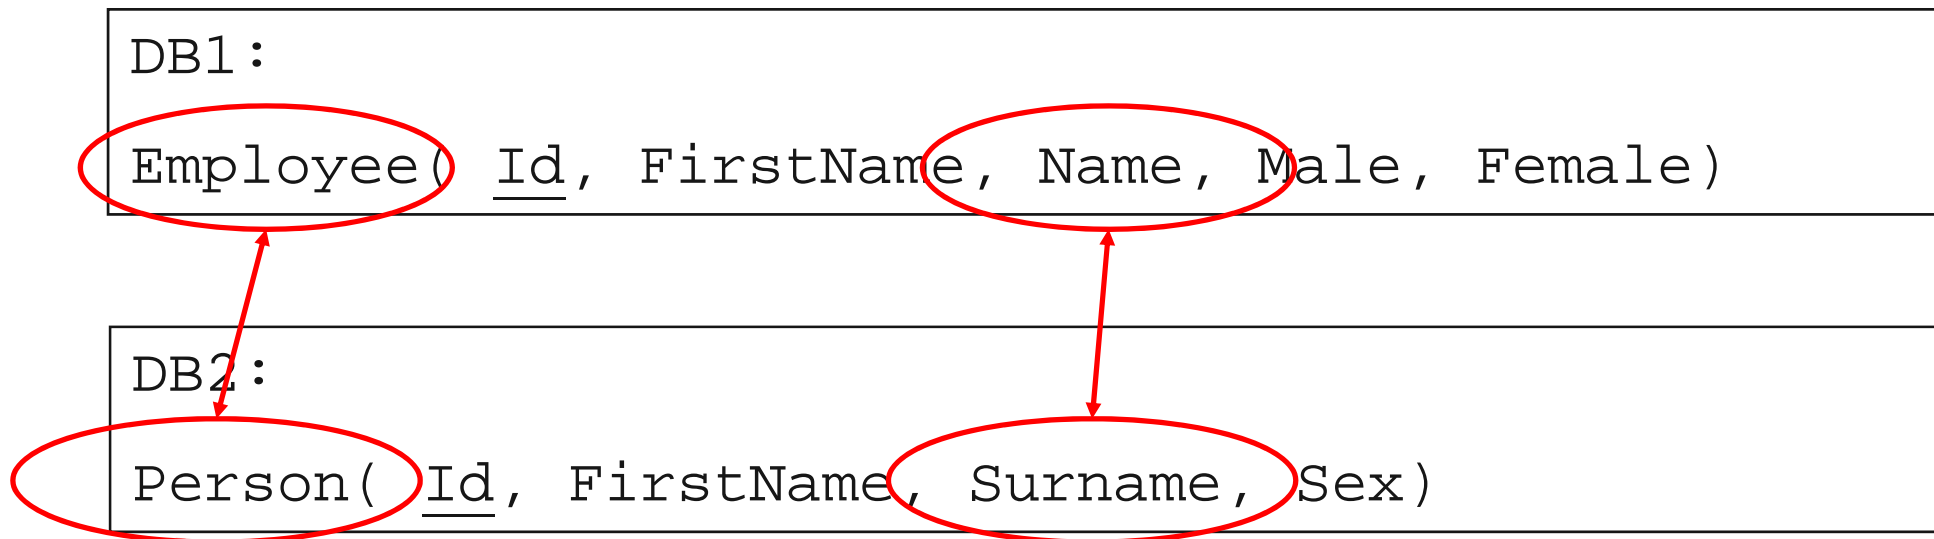 DB1:
Employee( Id, FirstName, Name, Male, Female)
DB2:
Person( Id, FirstName, Surname, Sex)